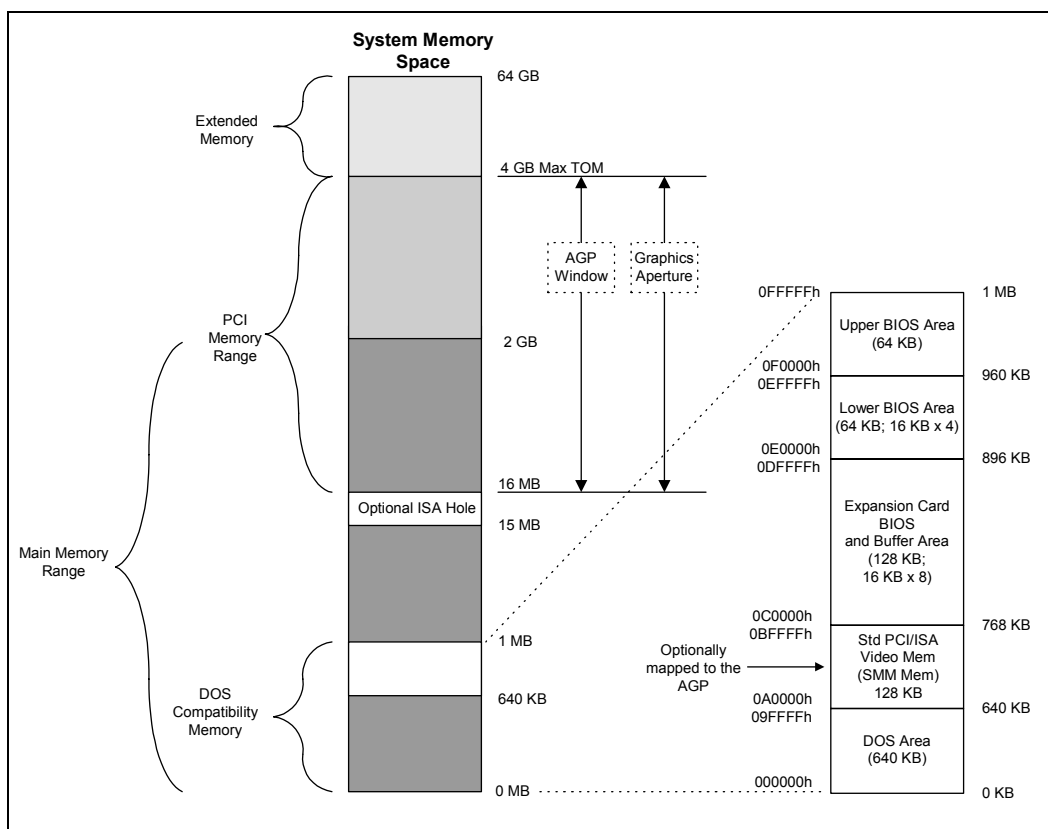 System Memory
Space
64 GB
Extended
Memory
4 GB Max TOM
AGP
Window
Graphics
Aperture
PCI
Memory
Range
2 GB
16 MB
Optional ISA Hole
15 MB
Main Memory
Range
1 MB
640 KB
DOS
Compatibility
Memory
0 MB
0FFFFFh
1 MB
Upper BIOS Area
(64 KB)
0F0000h
0EFFFFh
960 KB
Lower BIOS Area
(64 KB; 16 KB x 4)
0E0000h
0DFFFFh
896 KB
Expansion Card
BIOS
and Buffer Area
(128 KB;
16 KB x 8)
0C0000h
0BFFFFh
768 KB
Std PCI/ISA
Video Mem
(SMM Mem)
128 KB
Optionally
mapped to the
AGP
0A0000h
09FFFFh
640 KB
DOS Area
(640 KB)
000000h
0 KB